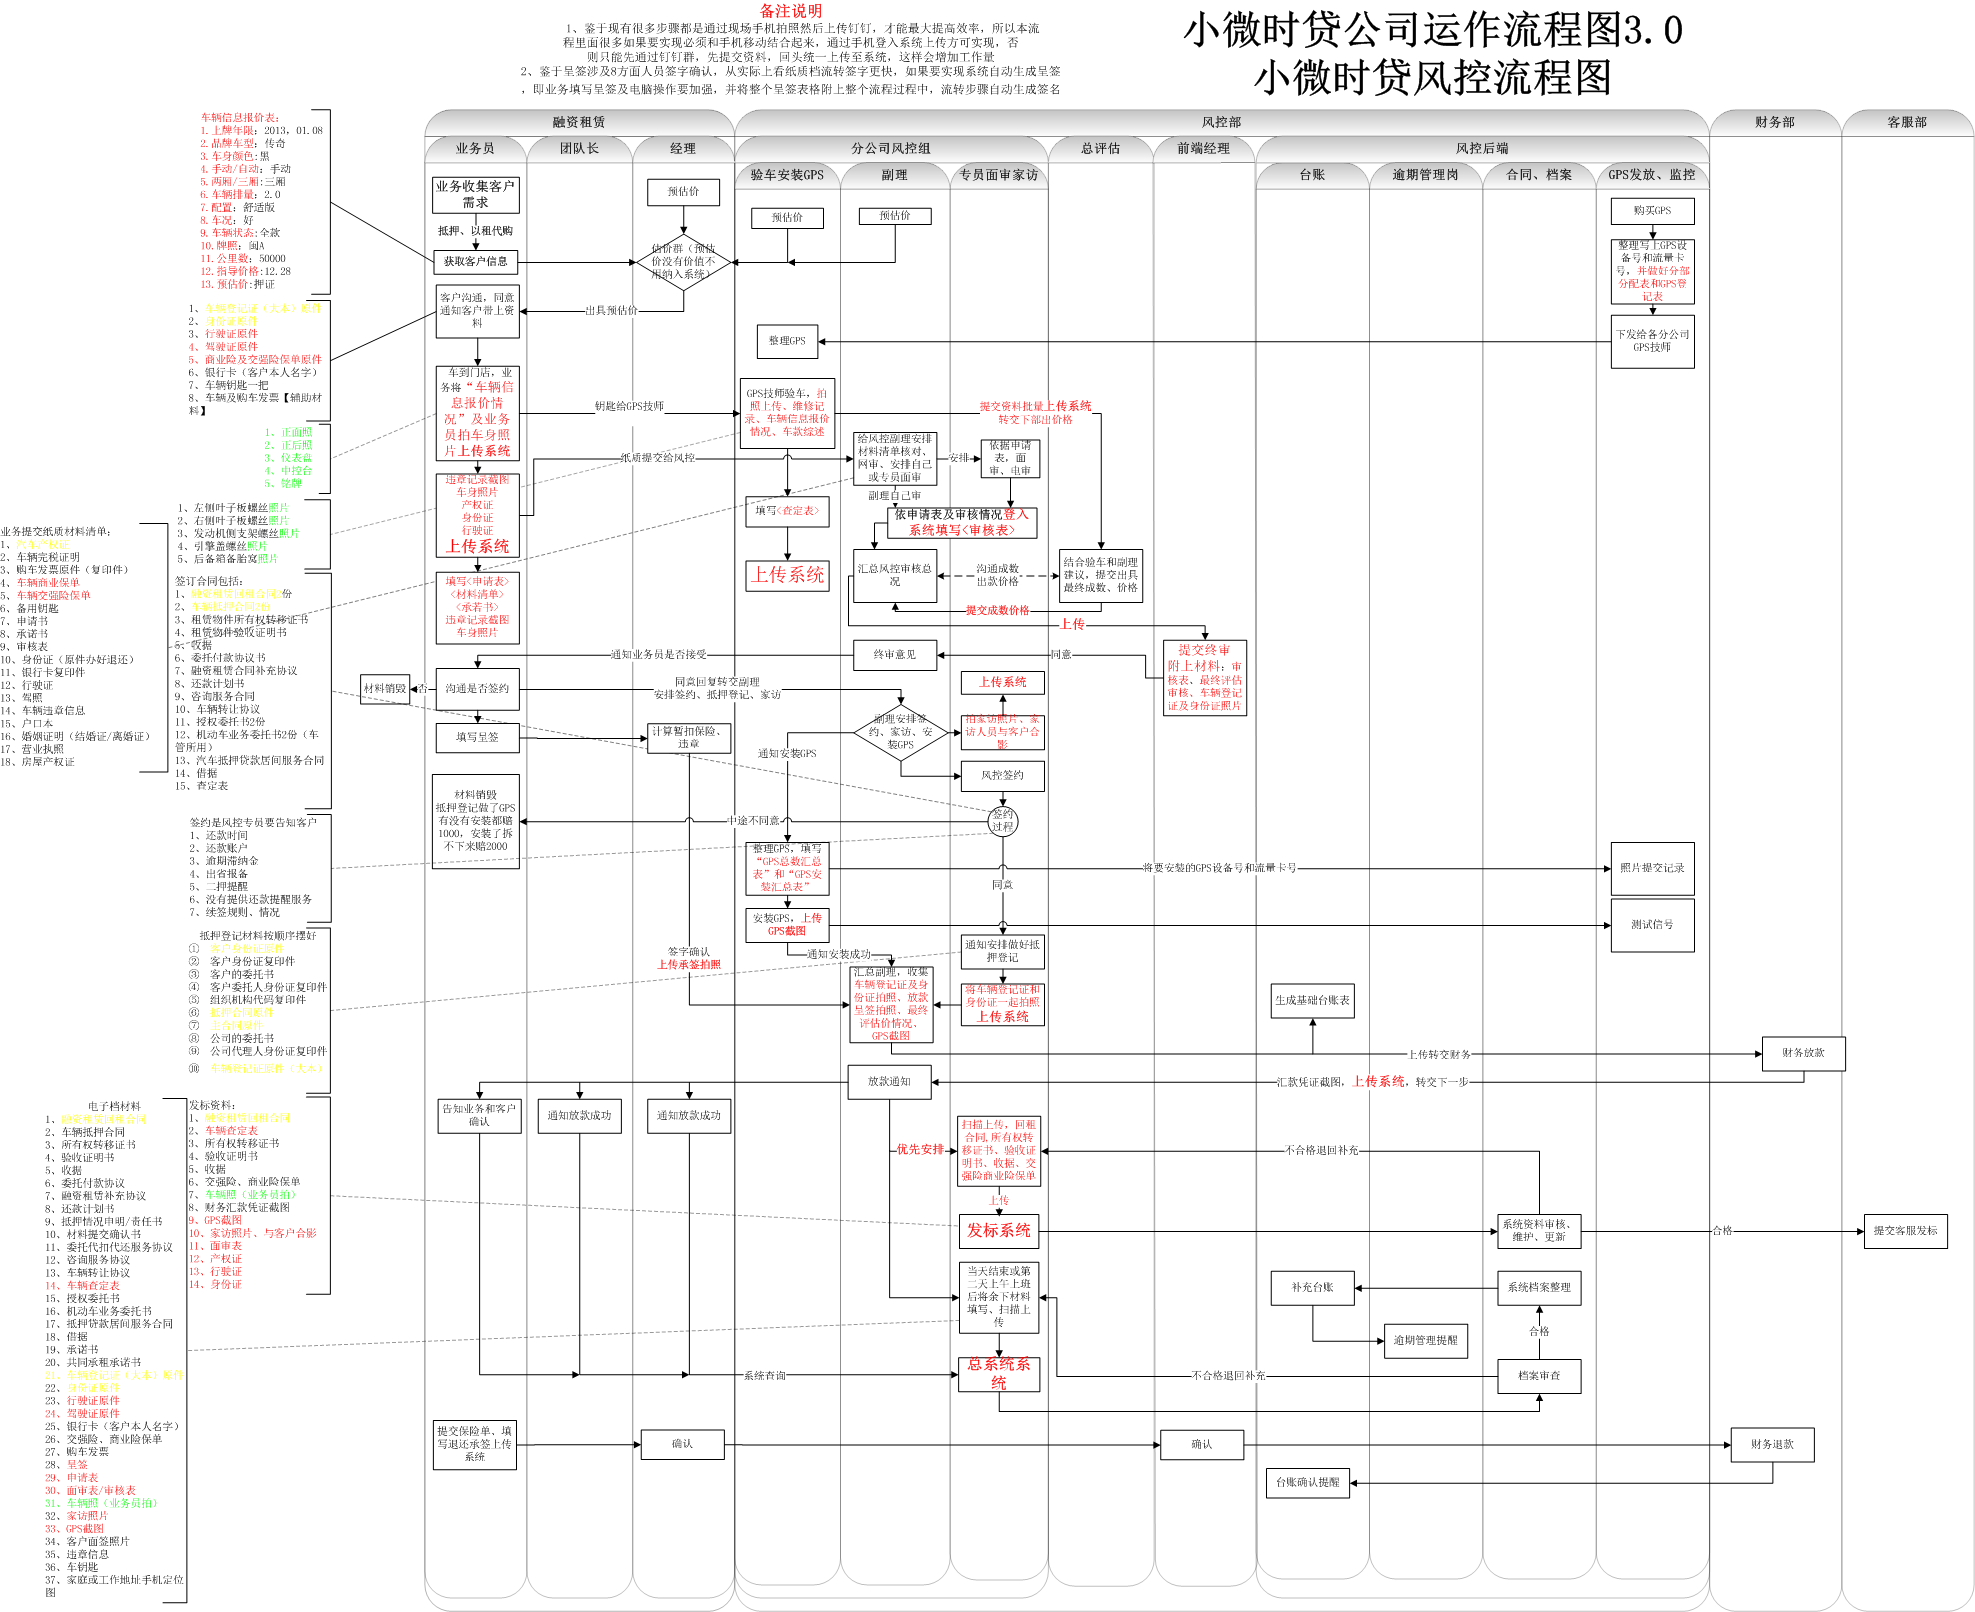 备注说明
1、鉴于现有很多步骤都是通过现场手机拍照然后上传钉钉，才能最大提高效率，所以本流
程里面很多如果要实现必须和手机移动结合起来，通过手机登入系统上传方可实现，否
则只能先通过钉钉群，先提交资料，回头统一上传至系统，这样会增加工作量
2、鉴于呈签涉及8方面人员签字确认，从实际上看纸质档流转签字更快，如果要实现系统自动生成呈签
，即业务填写呈签及电脑操作要加强，并将整个呈签表格附上整个流程过程中，流转步骤自动生成签名
小微时贷公司运作流程图3.0
小微时贷风控流程图
融资租赁
风控部
财务部
客服部
业务员
团队长
经理
分公司风控组
总评估
前端经理
风控后端
验车安装GPS
副理
专员面审家访
台账
逾期管理岗
合同、档案
GPS发放、监控
车辆信息报价表：
1.上牌年限：2013，01.08
2.品牌车型：传奇
3.车身颜色:黑
4.手动/自动：手动
5.两厢/三厢:三厢
6.车辆排量：2.0
7.配置：舒适版
8.车况：好
9.车辆状态:全款
10.牌照：闽A
11.公里数：50000
12.指导价格:12.28
13.预估价:押证
1、车辆登记证（大本）原件
2、身份证原件
3、行驶证原件
4、驾驶证原件
5、商业险及交强险保单原件
6、银行卡（客户本人名字）
7、车辆钥匙一把
8、车辆及购车发票【辅助材
料】
1、正面照
2、正后照
3、仪表盘
4、中控台
5、铭牌
1、左侧叶子板螺丝照片
2、右侧叶子板螺丝照片
3、发动机侧支架螺丝照片
4、引擎盖螺丝照片
5、后备箱备胎窝照片
业务提交纸质材料清单：
1、汽车产权证
2、车辆完税证明
3、购车发票原件（复印件）
4、车辆商业保单
5、车辆交强险保单
6、备用钥匙
7、申请书
8、承诺书
9、审核表
10、身份证（原件办好退还）
11、银行卡复印件
12、行驶证
13、驾照
14、车辆违章信息
15、户口本
16、婚姻证明（结婚证/离婚证）
17、营业执照
18、房屋产权证
签订合同包括：
1、融资租赁回租合同2份
2、车辆抵押合同2份
3、租赁物件所有权转移证书
4、租赁物件验收证明书
5、收据
6、委托付款协议书
7、融资租赁合同补充协议
8、还款计划书
9、咨询服务合同
10、车辆转让协议
11、授权委托书2份
12、机动车业务委托书2份（车
管所用）
13、汽车抵押贷款居间服务合同
14、借据
15、查定表
签约是风控专员要告知客户
1、还款时间
2、还款账户
3、逾期滞纳金
4、出省报备
5、二押提醒
6、没有提供还款提醒服务
7、续签规则、情况
抵押登记材料按顺序摆好
① 客户身份证原件
② 客户身份证复印件
③ 客户的委托书
④ 客户委托人身份证复印件
⑤ 组织机构代码复印件
⑥ 抵押合同原件
⑦ 主合同原件
⑧ 公司的委托书
⑨ 公司代理人身份证复印件
⑩ 车辆登记证原件（大本）
电子档材料
1、融资租赁回租合同
2、车辆抵押合同
3、所有权转移证书
4、验收证明书
5、收据
6、委托付款协议
7、融资租赁补充协议
8、还款计划书
9、抵押情况申明/责任书
10、材料提交确认书
11、委托代扣代还服务协议
12、咨询服务协议
13、车辆转让协议
14、车辆查定表
15、授权委托书
16、机动车业务委托书
17、抵押贷款居间服务合同
18、借据
19、承诺书
20、共同承租承诺书
21、车辆登记证（大本）原件
22、身份证原件
23、行驶证原件
24、驾驶证原件
25、银行卡（客户本人名字）
26、交强险、商业险保单
27、购车发票
28、呈签
29、申请表
30、面审表/审核表
31、车辆照（业务员拍）
32、家访照片
33、GPS截图
34、客户面签照片
35、违章信息
36、车钥匙
37、家庭或工作地址手机定位
图
发标资料：
1、融资租赁回租合同
2、车辆查定表
3、所有权转移证书
4、验收证明书
5、收据
6、交强险、商业险保单
7、车辆照（业务员拍）
8、财务汇款凭证截图
9、GPS截图
10、家访照片、与客户合影
11、面审表
12、产权证
13、行驶证
14、身份证
业务收集客户
需求
抵押、以租代购
获取客户信息
预估价
预估价
预估价
估价群（预估
价没有价值不
用纳入系统）
出具预估价
客户沟通，同意
通知客户带上资
料
购买GPS
整理写上GPS设
备号和流量卡
号，并做好分部
分配表和GPS登
记表
下发给各分公司
GPS技师
整理GPS
车到门店，业
务将“车辆信
息报价情
况”及业务
员拍车身照
片上传系统
钥匙给GPS技师
GPS技师验车，拍
照上传、维修记
录、车辆信息报价
情况、车款综述
提交资料批量上传系统
转交下部出价格
纸质提交给风控
给风控副理安排
材料清单核对、
网审、安排自己
或专员面审
安排
依据申请
表，面
审、电审
副理自己审
违章记录截图
车身照片
产权证
身份证
行驶证
上传系统
填写<查定表>
上传系统
依申请表及审核情况登入
系统填写<审核表>
汇总风控审核总
况
沟通成数
出款价格
结合验车和副理
建议，提交出具
最终成数、价格
提交成数价格
上传
填写<申请表>
<材料清单>
<承若书>
违章记录截图
车身照片
提交终审
附上材料：审
核表、最终评估
审核、车辆登记
证及身份证照片
同意
终审意见
通知业务员是否接受
材料销毁
否
沟通是否签约
同意回复转交副理
安排签约、抵押登记、家访
上传系统
拍家访照片、家
访人员与客户合
影
副理安排签
约、家访、安
装GPS
填写呈签
计算暂扣保险、
违章
通知安装GPS
风控签约
签约
过程
中途不同意
材料销毁
抵押登记做了GPS
有没有安装都赔
1000，安装了拆
不下来赔2000
整理GPS，填写
“GPS总数汇总
表”和“GPS安
装汇总表”
将要安装的GPS设备号和流量卡号
照片提交记录
同意
安装GPS，上传
GPS截图
测试信号
通知安装成功
签字确认
上传承签拍照
通知安排做好抵
押登记
汇总副理，收集
车辆登记证及身
份证拍照、放款
呈签拍照、最终
评估价情况、
GPS截图
将车辆登记证和
身份证一起拍照
上传系统
生成基础台账表
上传转交财务
财务放款
汇款凭证截图，上传系统，转交下一步
放款通知
告知业务和客户
确认
通知放款成功
通知放款成功
优先安排
扫描上传，回租
合同,所有权转
移证书、验收证
明书、收据、交
强险商业险保单
不合格退回补充
上传
发标系统
系统资料审核、
维护、更新
合格
提交客服发标
当天结束或第
二天上午上班
后将余下材料
填写、扫描上
传
补充台账
系统档案整理
逾期管理提醒
合格
档案审查
不合格退回补充
系统查询
总系统系
统
提交保险单、填
写退还承签上传
系统
确认
确认
财务退款
台账确认提醒